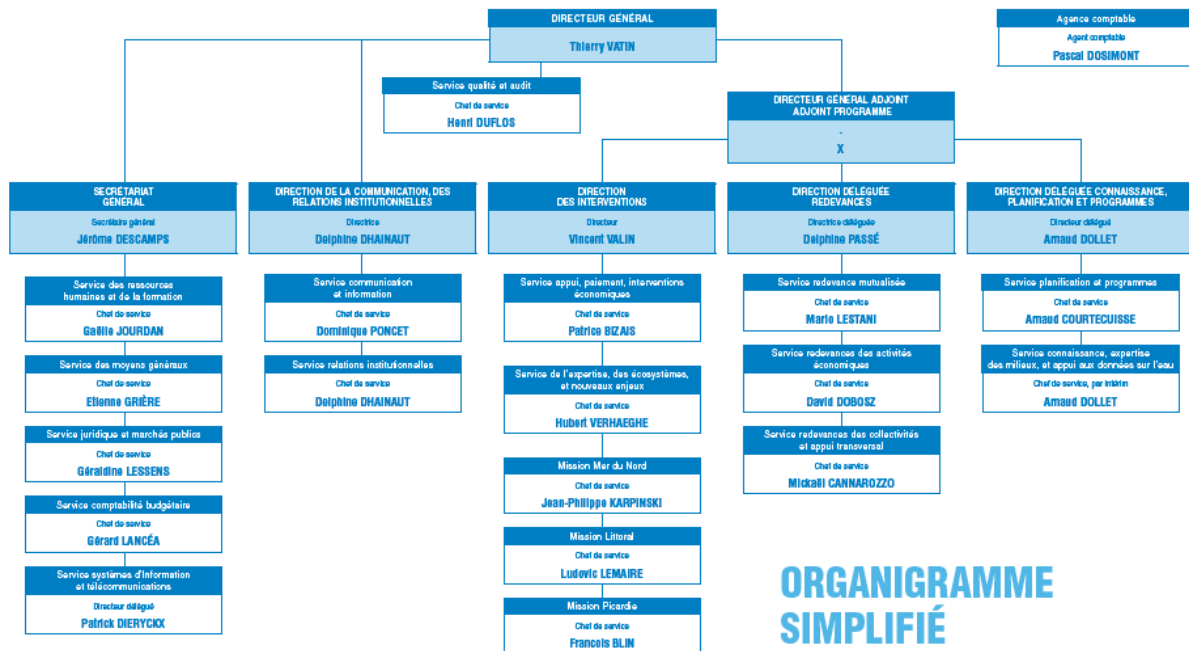 DIRECTEUR GÉNÉRAL
Thierry VATIN
Agence comptable
Agent comptable
Pascal DOSIMONT
Service qualité et audit
Chef de service
Henri DUFLOS
DIRECTEUR GÉNÉRAL ADJOINT
ADJOINT PROGRAMME
-
X
SECRÉTARIAT
GÉNÉRAL
Secrétaire général
Jérôme DESCAMPS
Service des ressources
humaines et de la formation
Chef de service
Gaëlle JOURDAN
Service des moyens généraux
Chef de service
Etienne GRIÈRE
Service juridique et marchés publics
Chef de service
Géraldine LESSENS
Service comptabilité budgétaire
Chef de service
Gérard LANCÉA
Service systèmes d'Information
et télécommunications
Directeur délégué
Patrick DIERYCKX
DIRECTION DE LA COMMUNICATION, DES
RELATIONS INSTITUTIONNELLES
Directrice
Delphine DHAINAUT
Service communication
et information
Chef de service
Dominique PONCET
Service relations institutionnelles
Chef de service
Delphine DHAINAUT
DIRECTION
DES INTERVENTIONS
Directeur
Vincent VALIN
Service appui, paiement, interventions
économiques
Chef de service
Patrice BIZAIS
Service de l'expertise, des écosystèmes,
et nouveaux enjeux
Chef de service
Hubert VERHAEGHE
Mission Mer du Nord
Chef de service
Jean-Philippe KARPINSKI
Mission Littoral
Chef de service
Ludovic LEMAIRE
Mission Picardie
Chef de service
François BLIN
DIRECTION DÉLÉGUÉE
REDEVANCES
Directrice déléguée
Delphine PASSÉ
Service redevance mutualisée
Chef de service
Mario LESTANI
Service redevances des activités
économiques
Chef de service
David DOBOSZ
Service redevances des collectivités
et appui transversal
Chef de service
Mickaël CANNAROZZO
DIRECTION DÉLÉGUÉE CONNAISSANCE,
PLANIFICATION ET PROGRAMMES
Directeur délégué
Arnaud DOLLET
Service planification et programmes
Chef de service
Arnaud COURTECUISSE
Service connaissance, expertise
des milieux, et appui aux données sur l'eau
Chef de service, par intérim
Arnaud DOLLET
ORGANIGRAMME
SIMPLIFIÉ